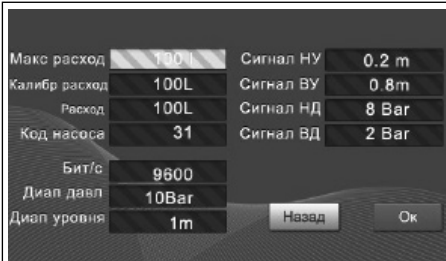 Макс расход 100 L
Калибр расход 100L
Расход 100L
Код насоса 31
Бит/с 9600
Диап давл 10Bar
Диап уровня 1m
Сигнал НУ 0.2 m
Сигнал ВУ 0.8m
Сигнал НД 8 Bar
Сигнал ВД 2 Bar
Назад
Ок